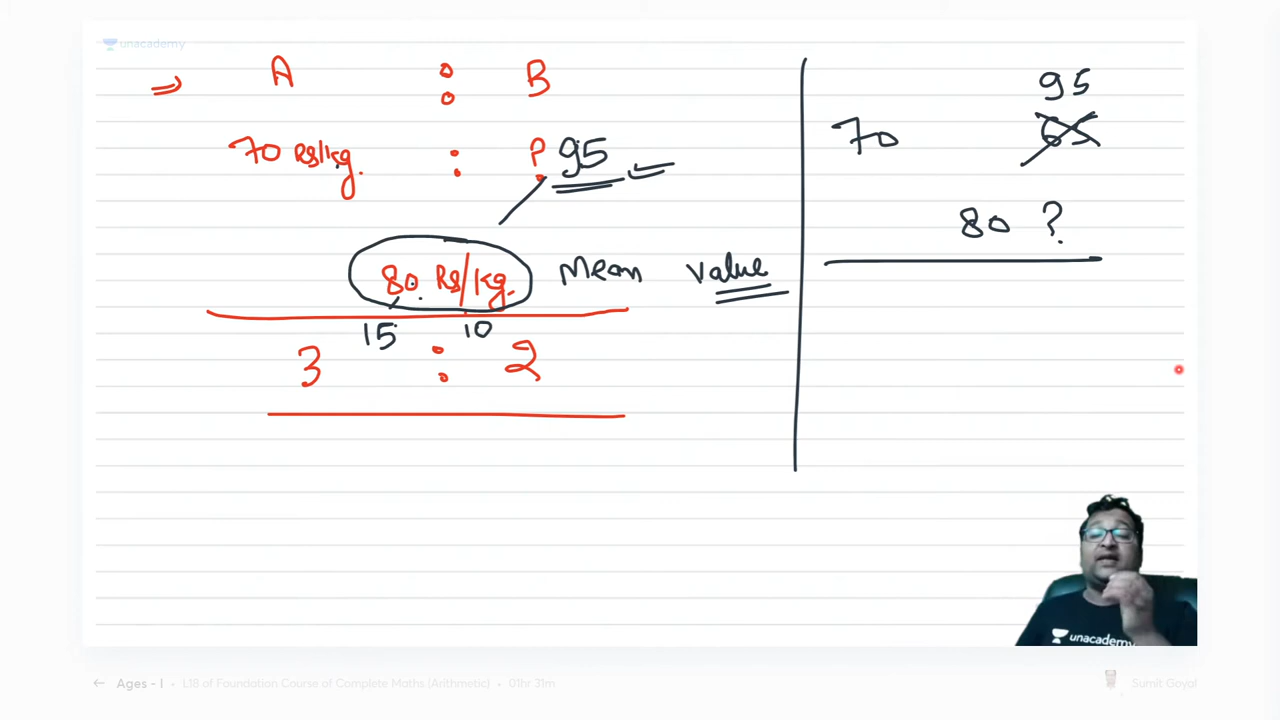 unacademy
⇒ A : B
70 Rs/kg. : P. 95
80 Rs/kg. Mean value
15 10
3 : 2
95
70 65
80 ?
unacademy
← Ages - I • L18 of Foundation Course of Complete Maths (Arithmetic) • 01hr 31m
Sumit Goyal